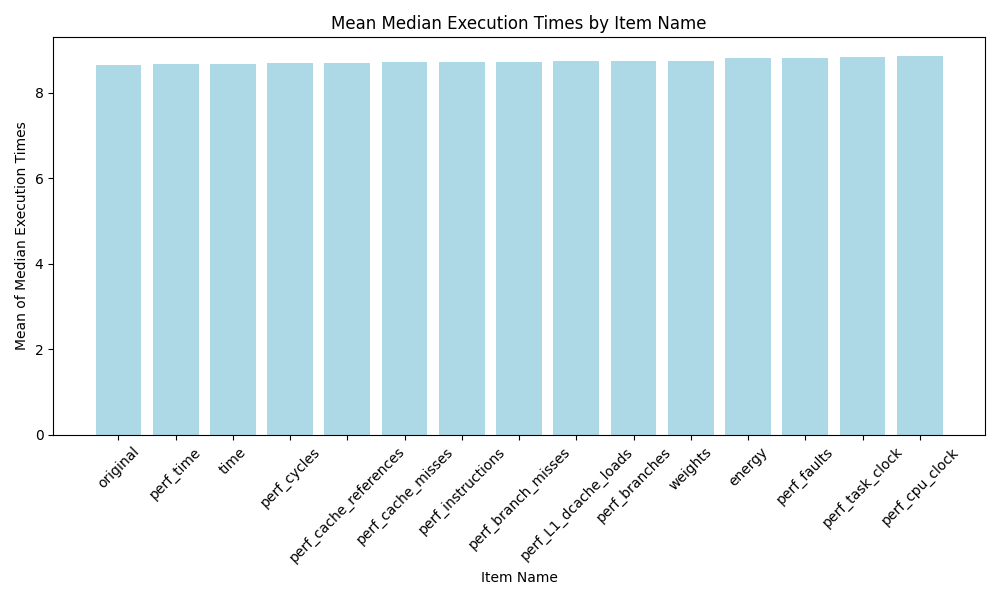 Mean Median Execution Times by Item Name
Mean of Median Execution Times
8
6
4
2
0
original
perf_time
time
perf_cycles
perf_cache_references
perf_cache_misses
perf_instructions
perf_branch_misses
perf_L1_dcache_loads
perf_branches
weights
energy
perf_faults
perf_task_clock
perf_cpu_clock
Item Name